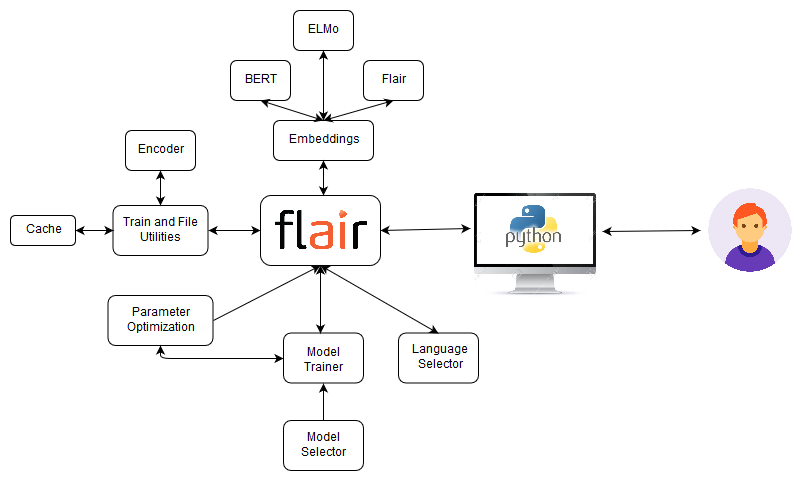 ELMo
BERT
Flair
Embeddings
Encoder
Cache
Train and File
Utilities
flair
python
Parameter
Optimization
Model
Trainer
Language
Selector
Model
Selector